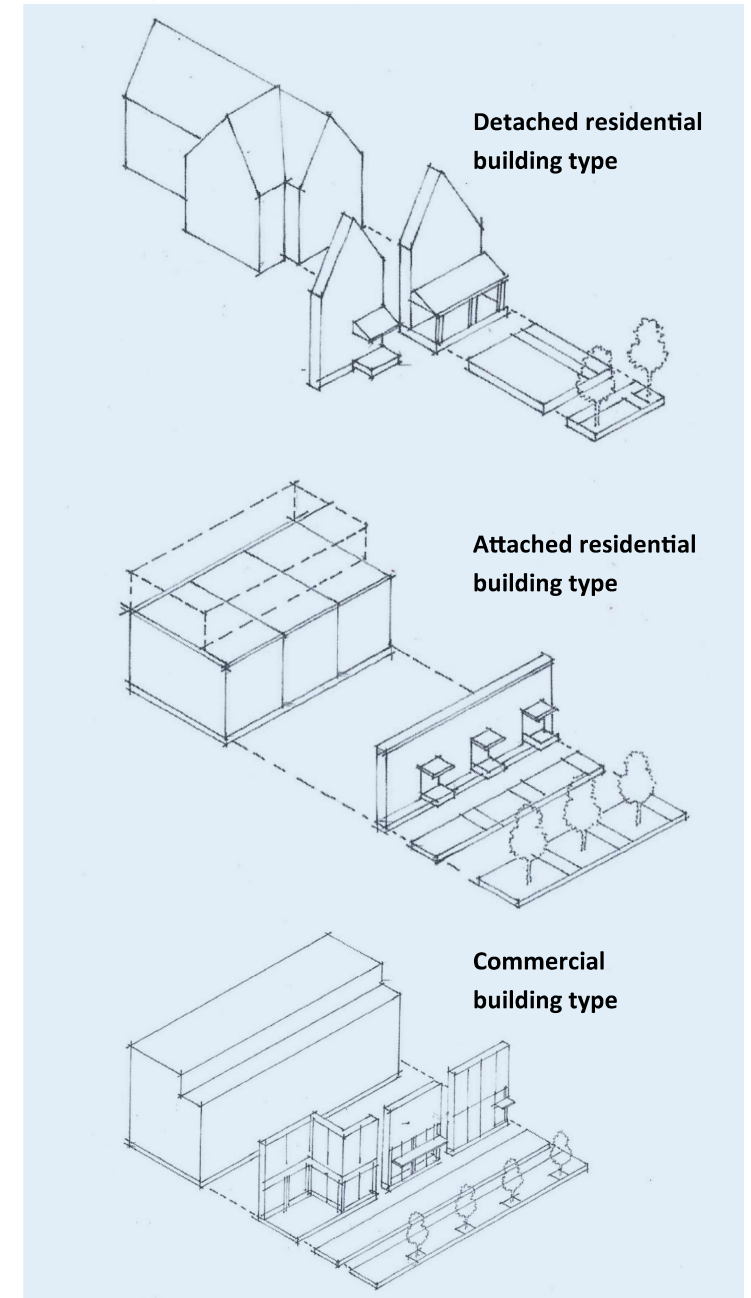 Detached residential
building type
Attached residential
building type
Commercial
building type